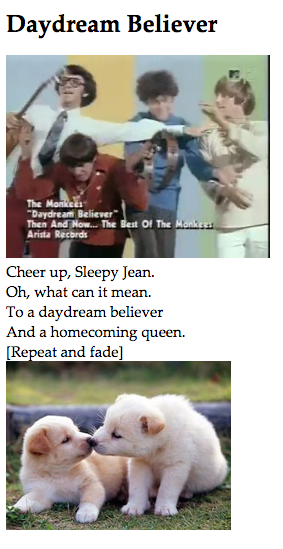 Daydream Believer
The Monkees
"Daydream Believer"
Then And Now... The Best Of The Monkees
Arista Records
Cheer up, Sleepy Jean.
Oh, what can it mean.
To a daydream believer
And a homecoming queen.
[Repeat and fade]